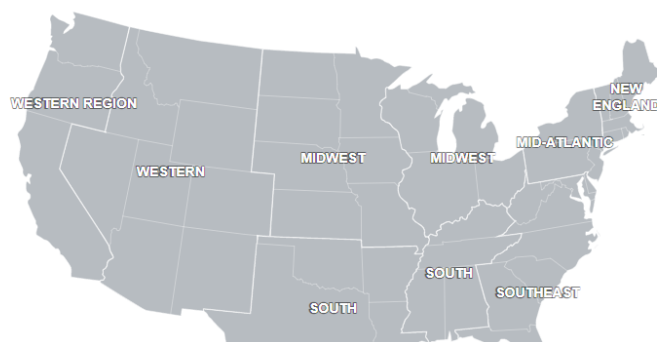 NEW
ENGLAND
WESTERN REGION
MID-ATLANTIC
MIDWEST
MIDWEST
WESTERN
SOUTH
SOUTHEAST
SOUTH